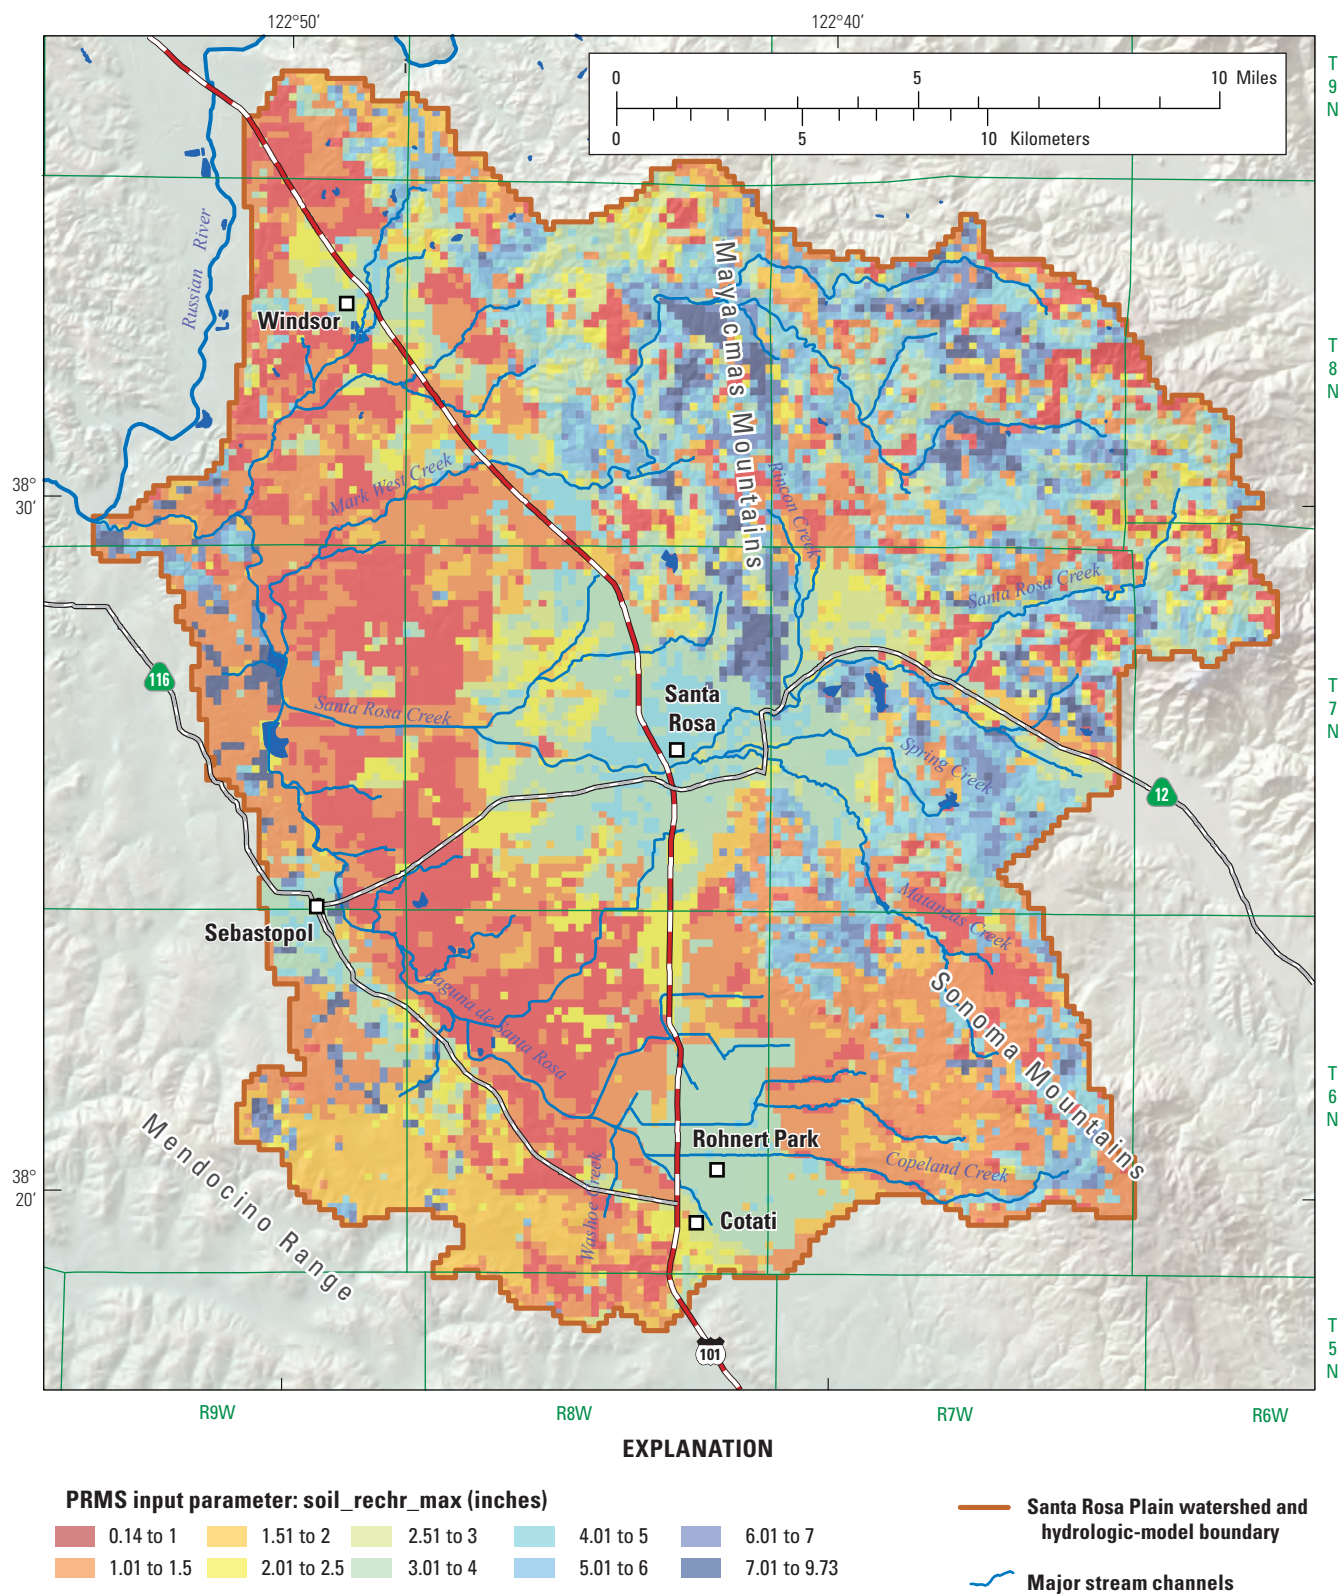 122°50'
122°40'
0 5 10 Miles
0 5 10 Kilometers
T
9
N
Russian River
Mayacmas Mountains
Windsor
T
8
N
Mark West Creek
Rincon Creek
38°
30'
Santa Rosa Creek
116
Santa
Rosa
Santa Rosa Creek
T
7
N
Spring Creek
12
Matanzas Creek
Sebastopol
Laguna de Santa Rosa
Sonoma Mountains
T
6
N
Mendocino Range
Rohnert Park
Copeland Creek
Washoe Creek
38°
20'
Cotati
T
5
N
101
R9W R8W R7W R6W
EXPLANATION
PRMS input parameter: soil_rechr_max (inches)
0.14 to 1 1.51 to 2 2.51 to 3 4.01 to 5 6.01 to 7
1.01 to 1.5 2.01 to 2.5 3.01 to 4 5.01 to 6 7.01 to 9.73
Santa Rosa Plain watershed and
hydrologic-model boundary
Major stream channels